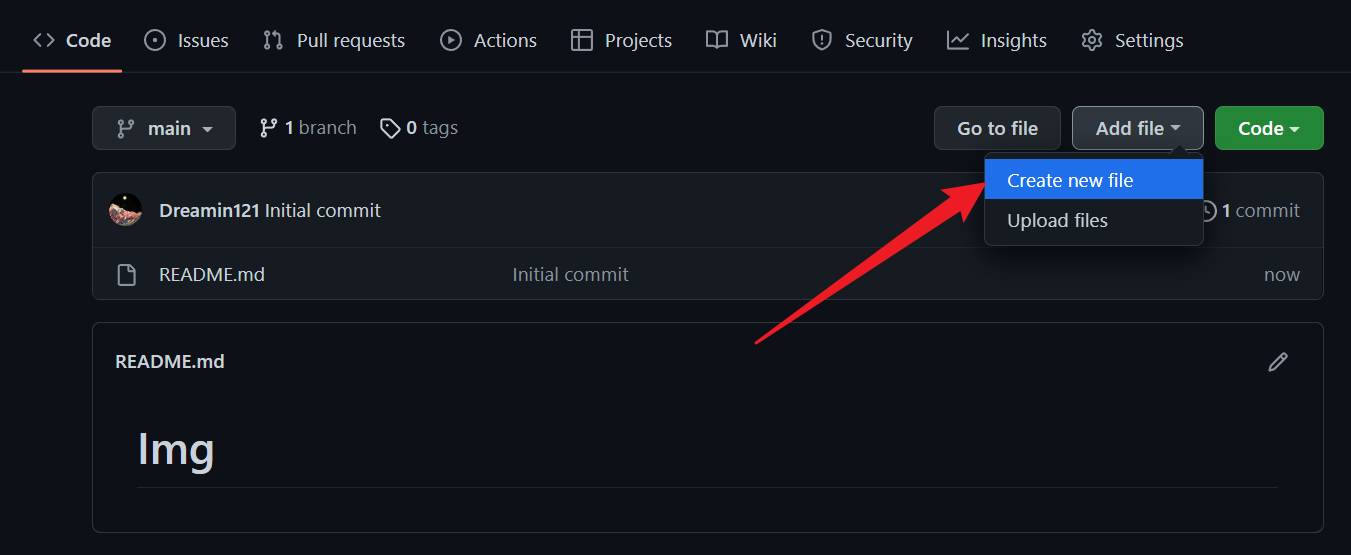 Code Issues Pull requests Actions Projects Wiki Security Insights Settings
main 1 branch 0 tags Go to file Add file Code
Create new file
Dreamin121 Initial commit 1 commit
Upload files
README.md Initial commit now
README.md
Img